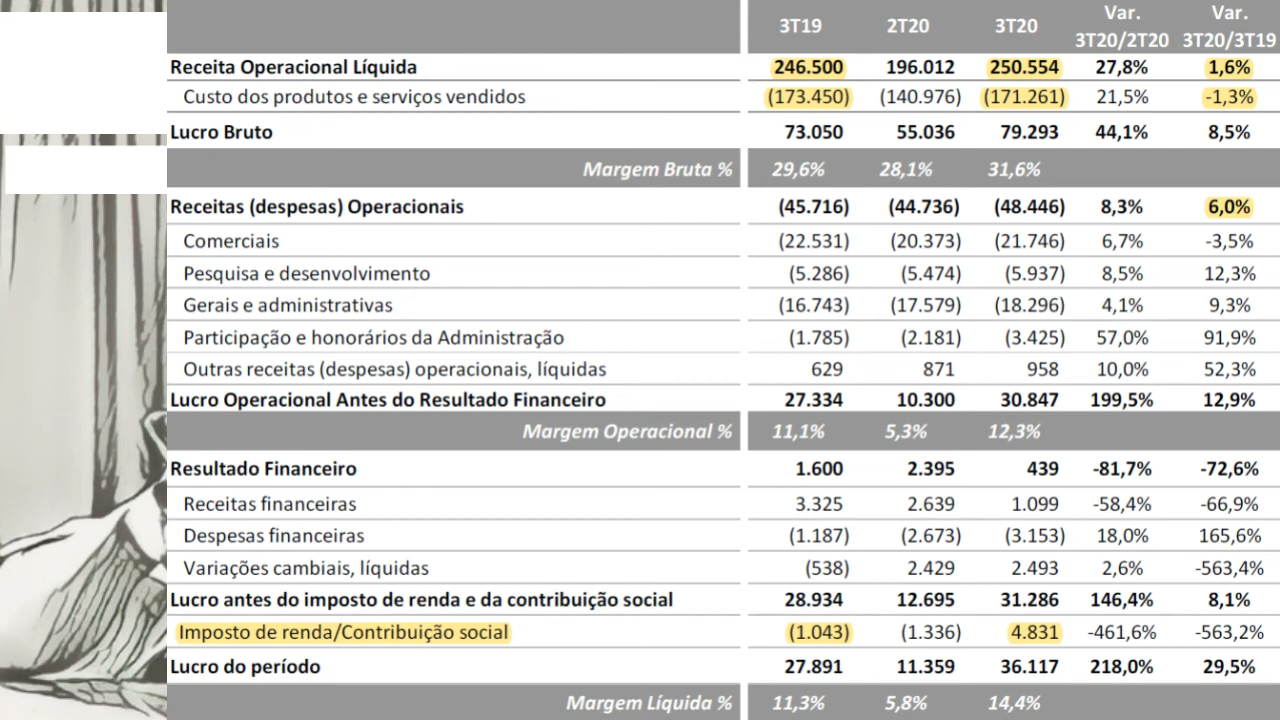 3T19 2T20 3T20 Var. 3T20/2T20 Var. 3T20/3T19
Receita Operacional Líquida 246.500 196.012 250.554 27,8% 1,6%
Custo dos produtos e serviços vendidos (173.450) (140.976) (171.261) 21,5% -1,3%
Lucro Bruto 73.050 55.036 79.293 44,1% 8,5%
Margem Bruta % 29,6% 28,1% 31,6%
Receitas (despesas) Operacionais (45.716) (44.736) (48.446) 8,3% 6,0%
Comerciais (22.531) (20.373) (21.746) 6,7% -3,5%
Pesquisa e desenvolvimento (5.286) (5.474) (5.937) 8,5% 12,3%
Gerais e administrativas (16.743) (17.579) (18.296) 4,1% 9,3%
Participação e honorários da Administração (1.785) (2.181) (3.425) 57,0% 91,9%
Outras receitas (despesas) operacionais, líquidas 629 871 958 10,0% 52,3%
Lucro Operacional Antes do Resultado Financeiro 27.334 10.300 30.847 199,5% 12,9%
Margem Operacional % 11,1% 5,3% 12,3%
Resultado Financeiro 1.600 2.395 439 -81,7% -72,6%
Receitas financeiras 3.325 2.639 1.099 -58,4% -66,9%
Despesas financeiras (1.187) (2.673) (3.153) 18,0% 165,6%
Variações cambiais, líquidas (538) 2.429 2.493 2,6% -563,4%
Lucro antes do imposto de renda e da contribuição social 28.934 12.695 31.286 146,4% 8,1%
Imposto de renda/Contribuição social (1.043) (1.336) 4.831 -461,6% -563,2%
Lucro do período 27.891 11.359 36.117 218,0% 29,5%
Margem Líquida % 11,3% 5,8% 14,4%